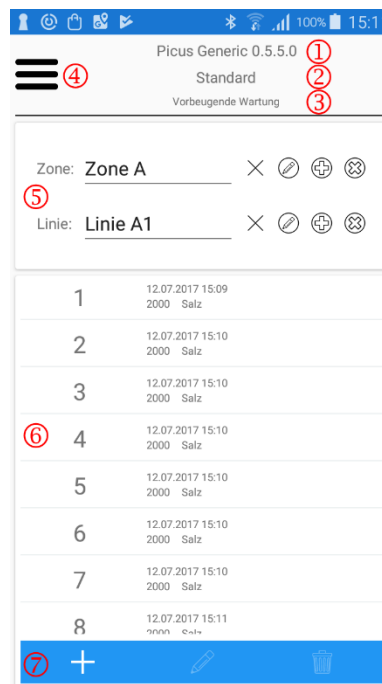 100% 15:1
Picus Generic 0.5.5.0 1
Standard 2
4
Vorbeugende Wartung 3
Zone: Zone A
5
Linie: Linie A1
1 12.07.2017 15:09
2000 Salz
2 12.07.2017 15:10
2000 Salz
3 12.07.2017 15:10
2000 Salz
6 4 12.07.2017 15:10
2000 Salz
5 12.07.2017 15:10
2000 Salz
6 12.07.2017 15:10
2000 Salz
7 12.07.2017 15:10
2000 Salz
8 12.07.2017 15:11
2000 Salz
7